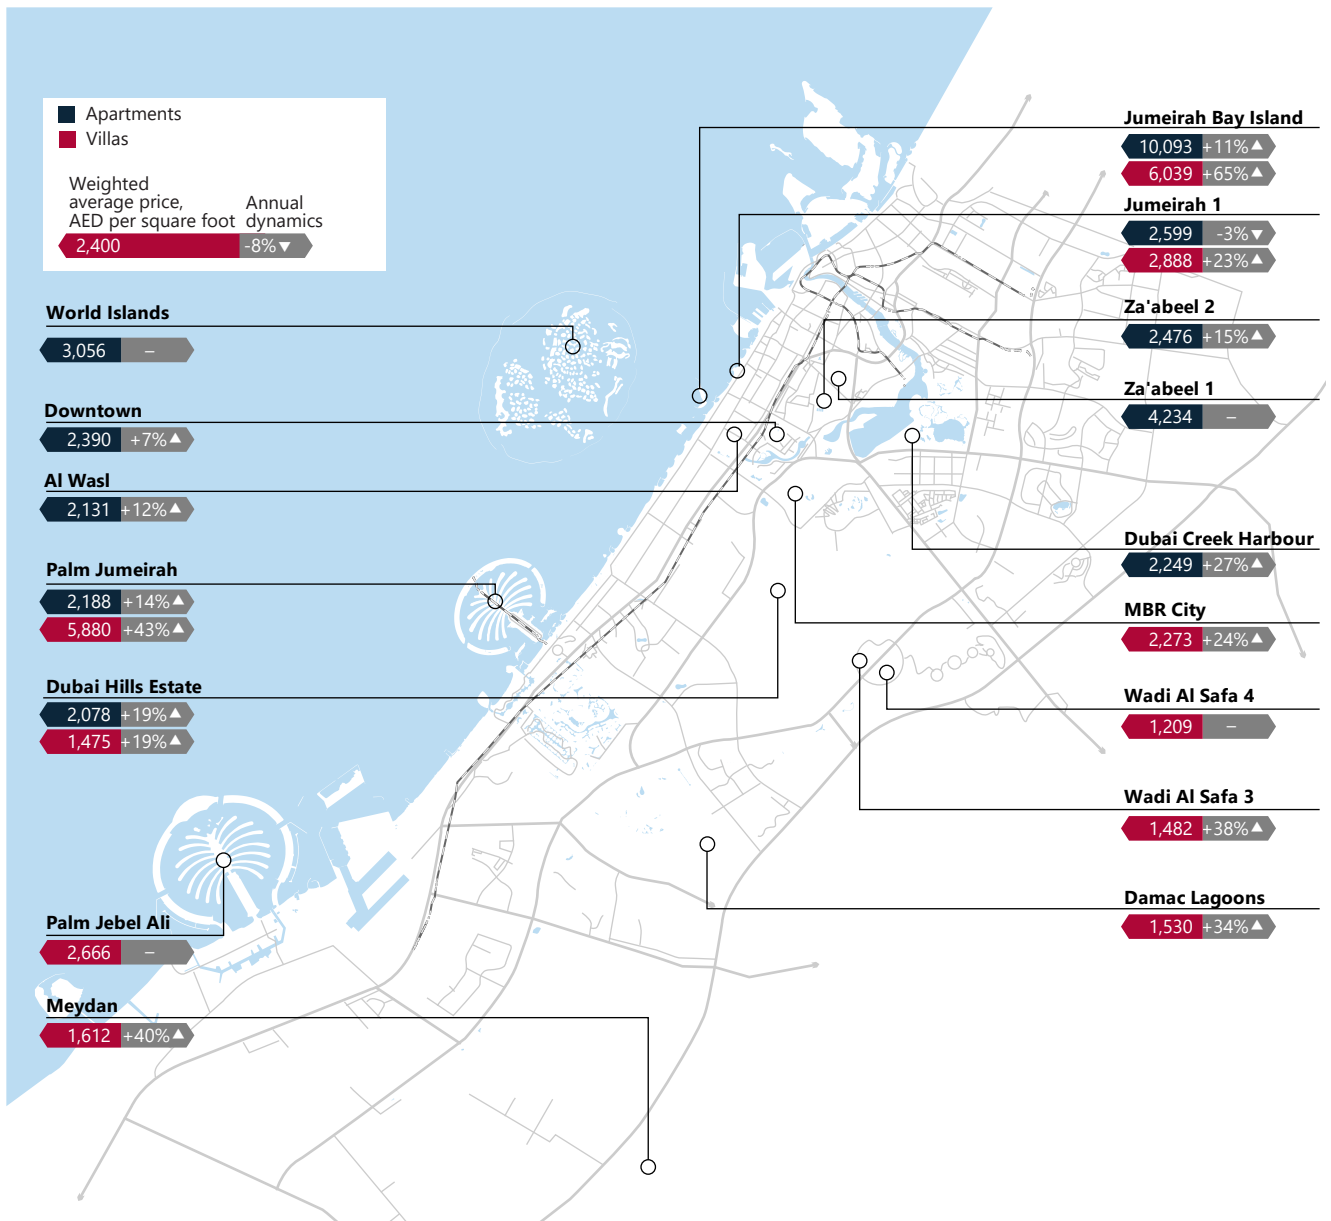 Apartments
Villas
Weighted
average price,
AED per square foot
Annual
dynamics
2,400 -8%▼
World Islands
3,056 –
Downtown
2,390 +7%▲
Al Wasl
2,131 +12%▲
Palm Jumeirah
2,188 +14%▲
5,880 +43%▲
Dubai Hills Estate
2,078 +19%▲
1,475 +19%▲
Palm Jebel Ali
2,666 –
Meydan
1,612 +40%▲
Jumeirah Bay Island
10,093 +11%▲
6,039 +65%▲
Jumeirah 1
2,599 -3%▼
2,888 +23%▲
Za'abeel 2
2,476 +15%▲
Za'abeel 1
4,234 –
Dubai Creek Harbour
2,249 +27%▲
MBR City
2,273 +24%▲
Wadi Al Safa 4
1,209 –
Wadi Al Safa 3
1,482 +38%▲
Damac Lagoons
1,530 +34%▲